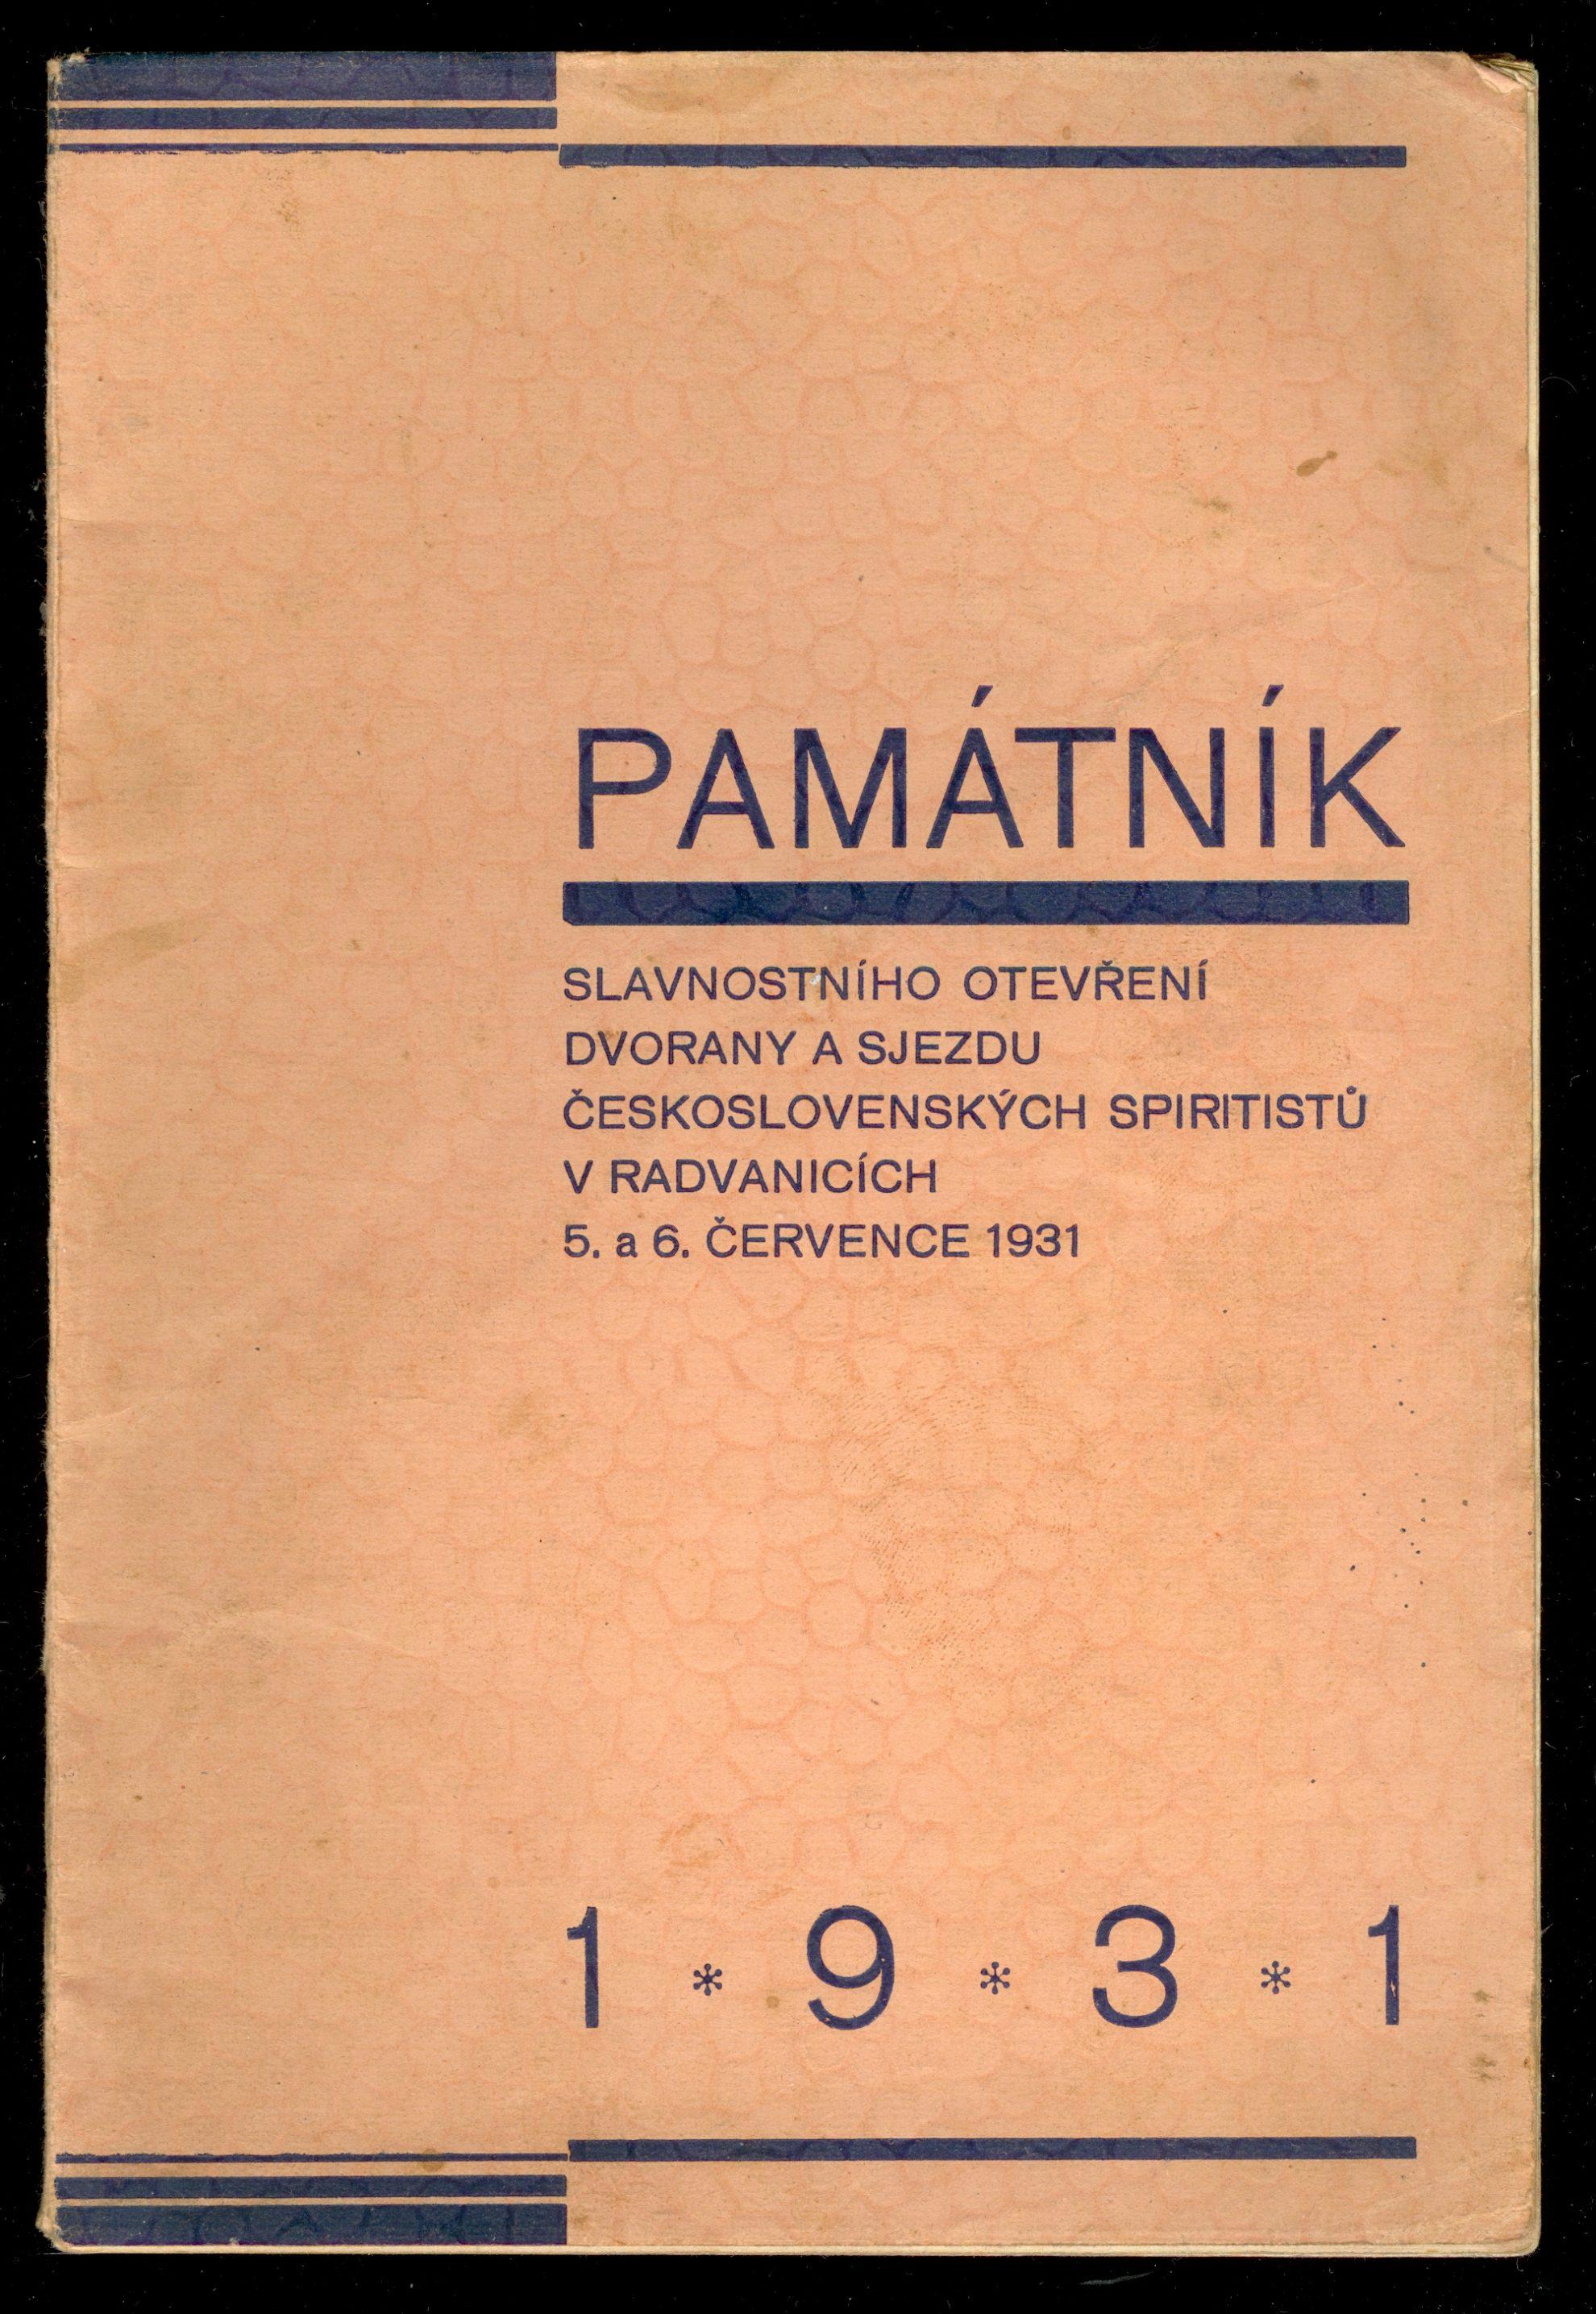 PAMÁTNÍK
SLAVNOSTNÍHO OTEVŘENÍ
DVORANY A SJEZDU
ČESKOSLOVENSKÝCH SPIRITISTŮ
V RADVANICÍCH
5. a 6. ČERVENCE 1931
1 * 9 * 3 * 1